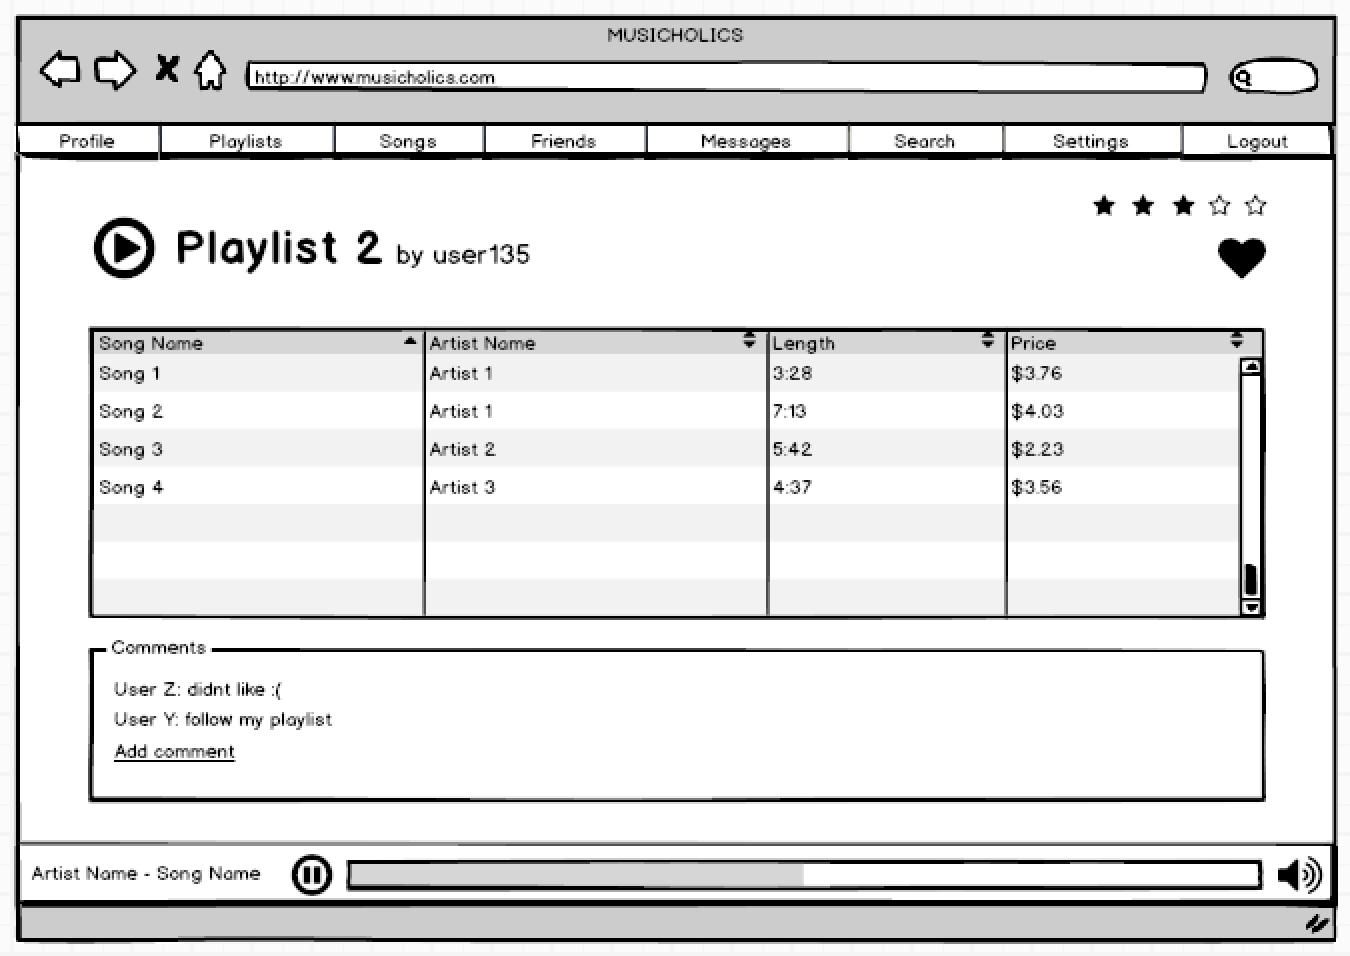 MUSICHOLICS
http://www.musicholics.com
Profile Playlists Songs Friends Messages Search Settings Logout
Playlist 2 by user135
Song Name Artist Name Length Price
Song 1 Artist 1 3:28 $3.76
Song 2 Artist 1 7:13 $4.03
Song 3 Artist 2 5:42 $2.23
Song 4 Artist 3 4:37 $3.56
Comments
User Z: didnt like :(
User Y: follow my playlist
Add comment
Artist Name - Song Name